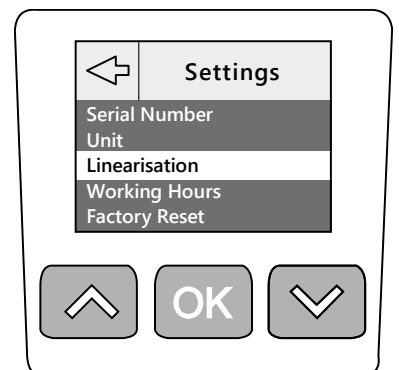 Settings
Serial Number
Unit
Linearisation
Working Hours
Factory Reset
OK